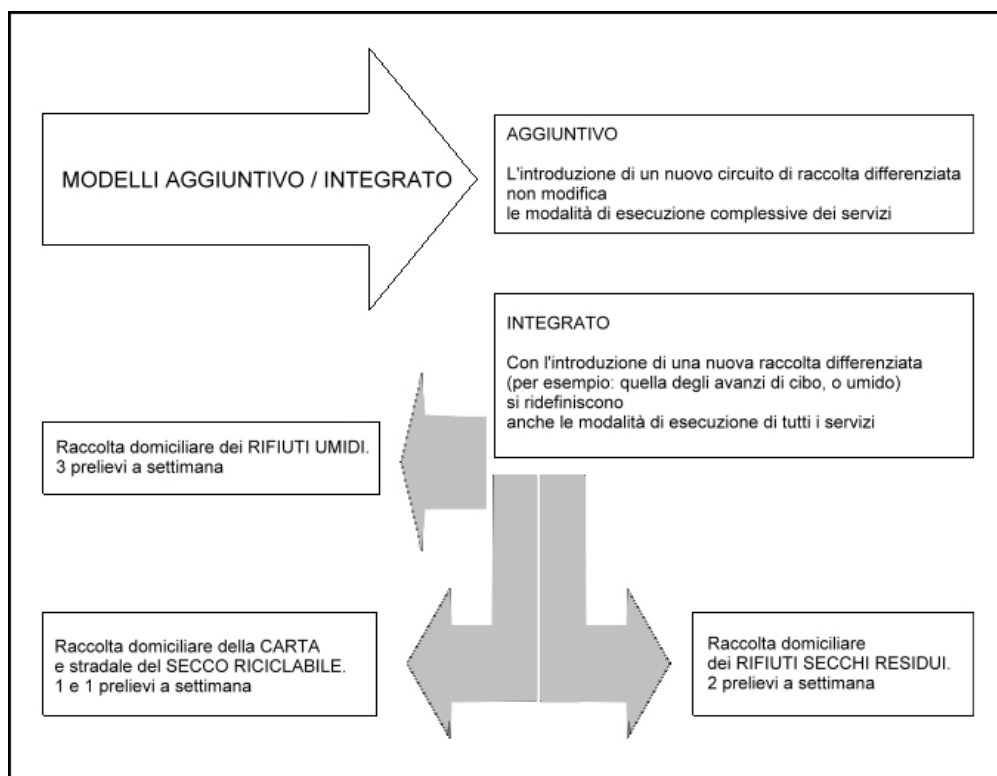 MODELLI AGGIUNTIVO / INTEGRATO
AGGIUNTIVO
L'introduzione di un nuovo circuito di raccolta differenziata
non modifica
le modalità di esecuzione complessive dei servizi
INTEGRATO
Con l'introduzione di una nuova raccolta differenziata
(per esempio: quella degli avanzi di cibo, o umido)
si ridefiniscono
anche le modalità di esecuzione di tutti i servizi
Raccolta domiciliare dei RIFIUTI UMIDI.
3 prelievi a settimana
Raccolta domiciliare della CARTA
e stradale del SECCO RICICLABILE.
1 e 1 prelievi a settimana
Raccolta domiciliare
dei RIFIUTI SECCHI RESIDUI.
2 prelievi a settimana